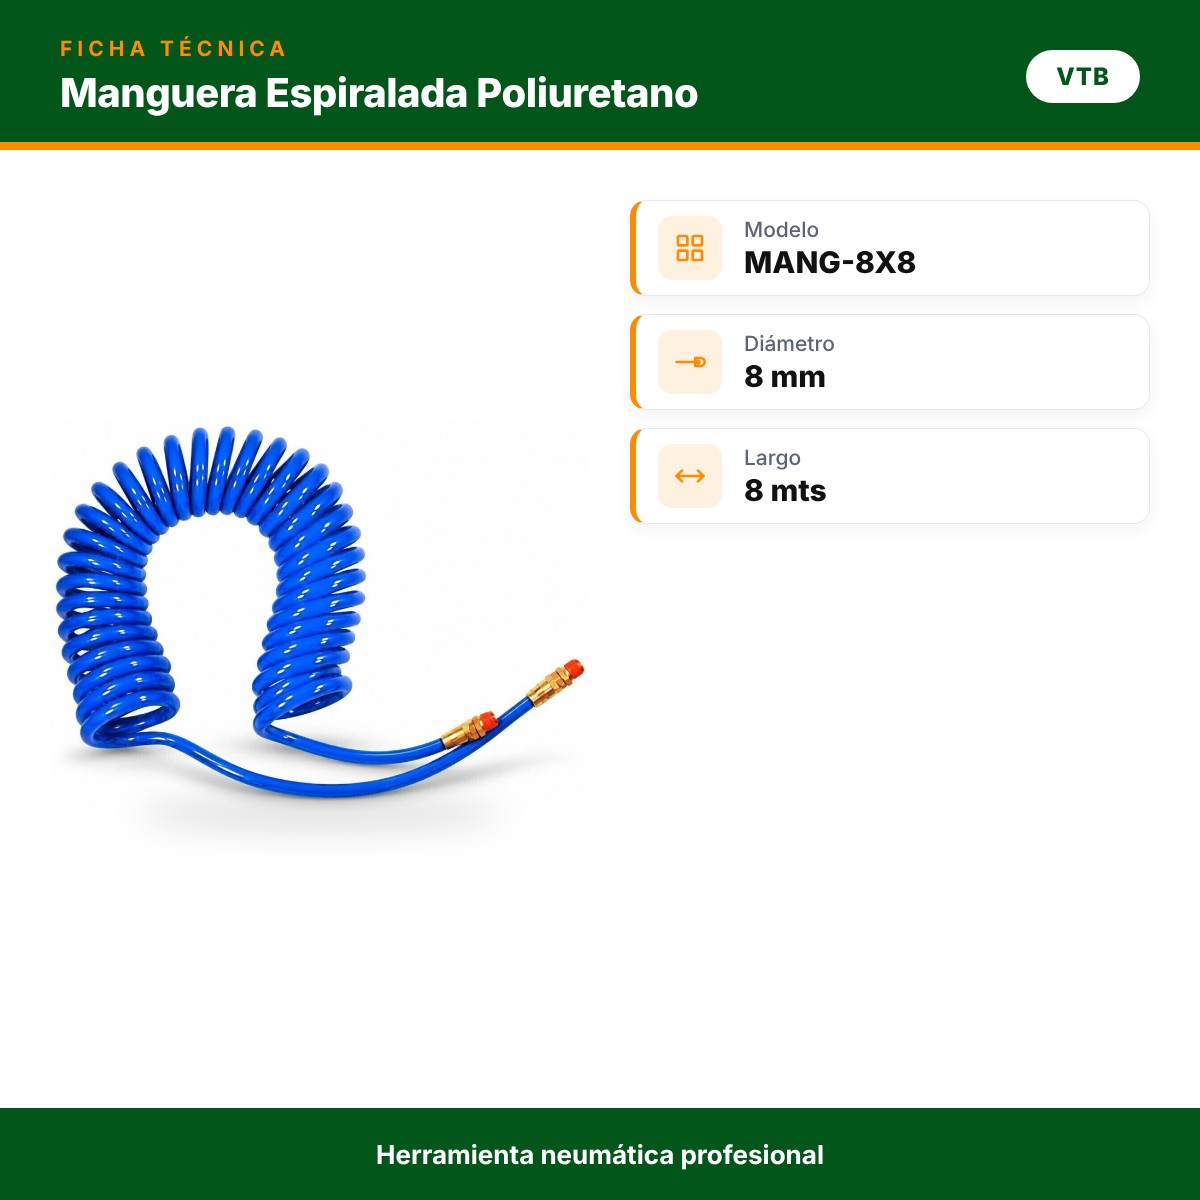 FICHA TÉCNICA
Manguera Espiralada Poliuretano
VTB
Modelo
MANG-8X8
Diámetro
8 mm
Largo
8 mts
Herramienta neumática profesional